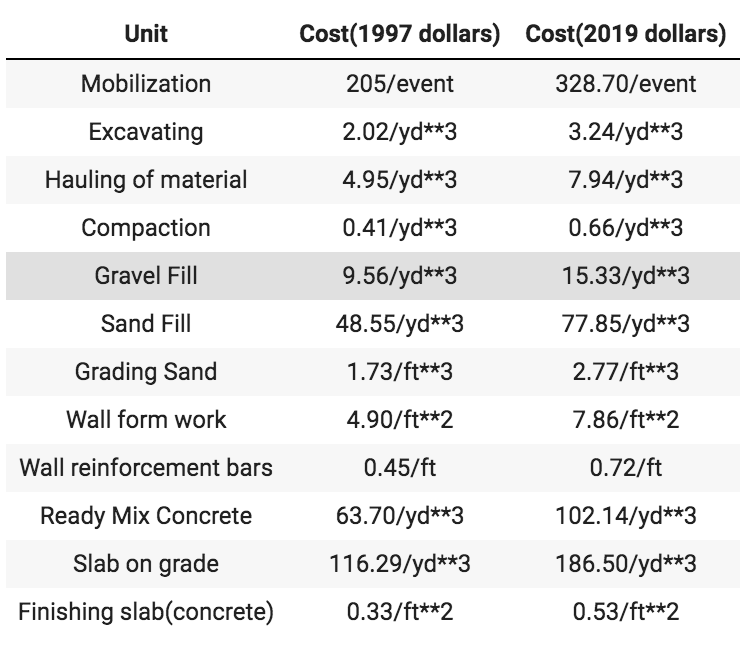 Unit Cost(1997 dollars) Cost(2019 dollars)
Mobilization 205/event 328.70/event
Excavating 2.02/yd**3 3.24/yd**3
Hauling of material 4.95/yd**3 7.94/yd**3
Compaction 0.41/yd**3 0.66/yd**3
Gravel Fill 9.56/yd**3 15.33/yd**3
Sand Fill 48.55/yd**3 77.85/yd**3
Grading Sand 1.73/ft**3 2.77/ft**3
Wall form work 4.90/ft**2 7.86/ft**2
Wall reinforcement bars 0.45/ft 0.72/ft
Ready Mix Concrete 63.70/yd**3 102.14/yd**3
Slab on grade 116.29/yd**3 186.50/yd**3
Finishing slab(concrete) 0.33/ft**2 0.53/ft**2